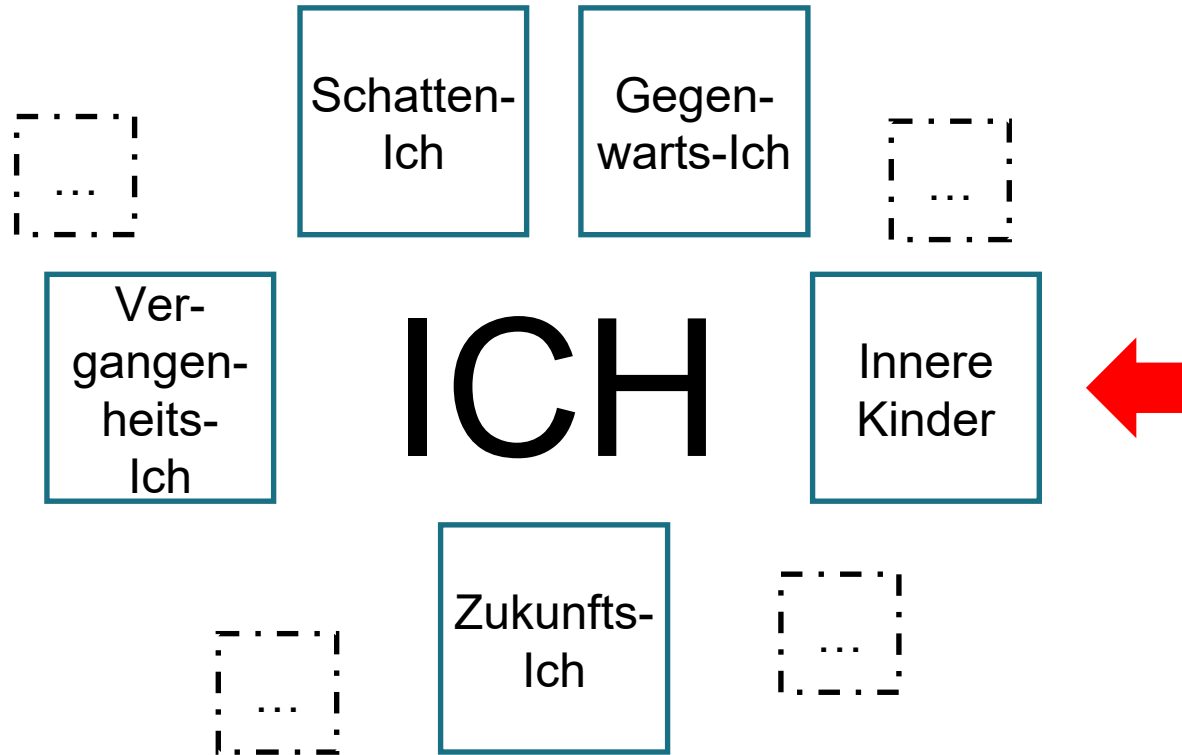 Schatten-
Ich
Gegen-
warts-Ich
...
...
Ver-
gangen-
heits-
Ich
ICH
Innere
Kinder
Zukunfts-
Ich
...
...